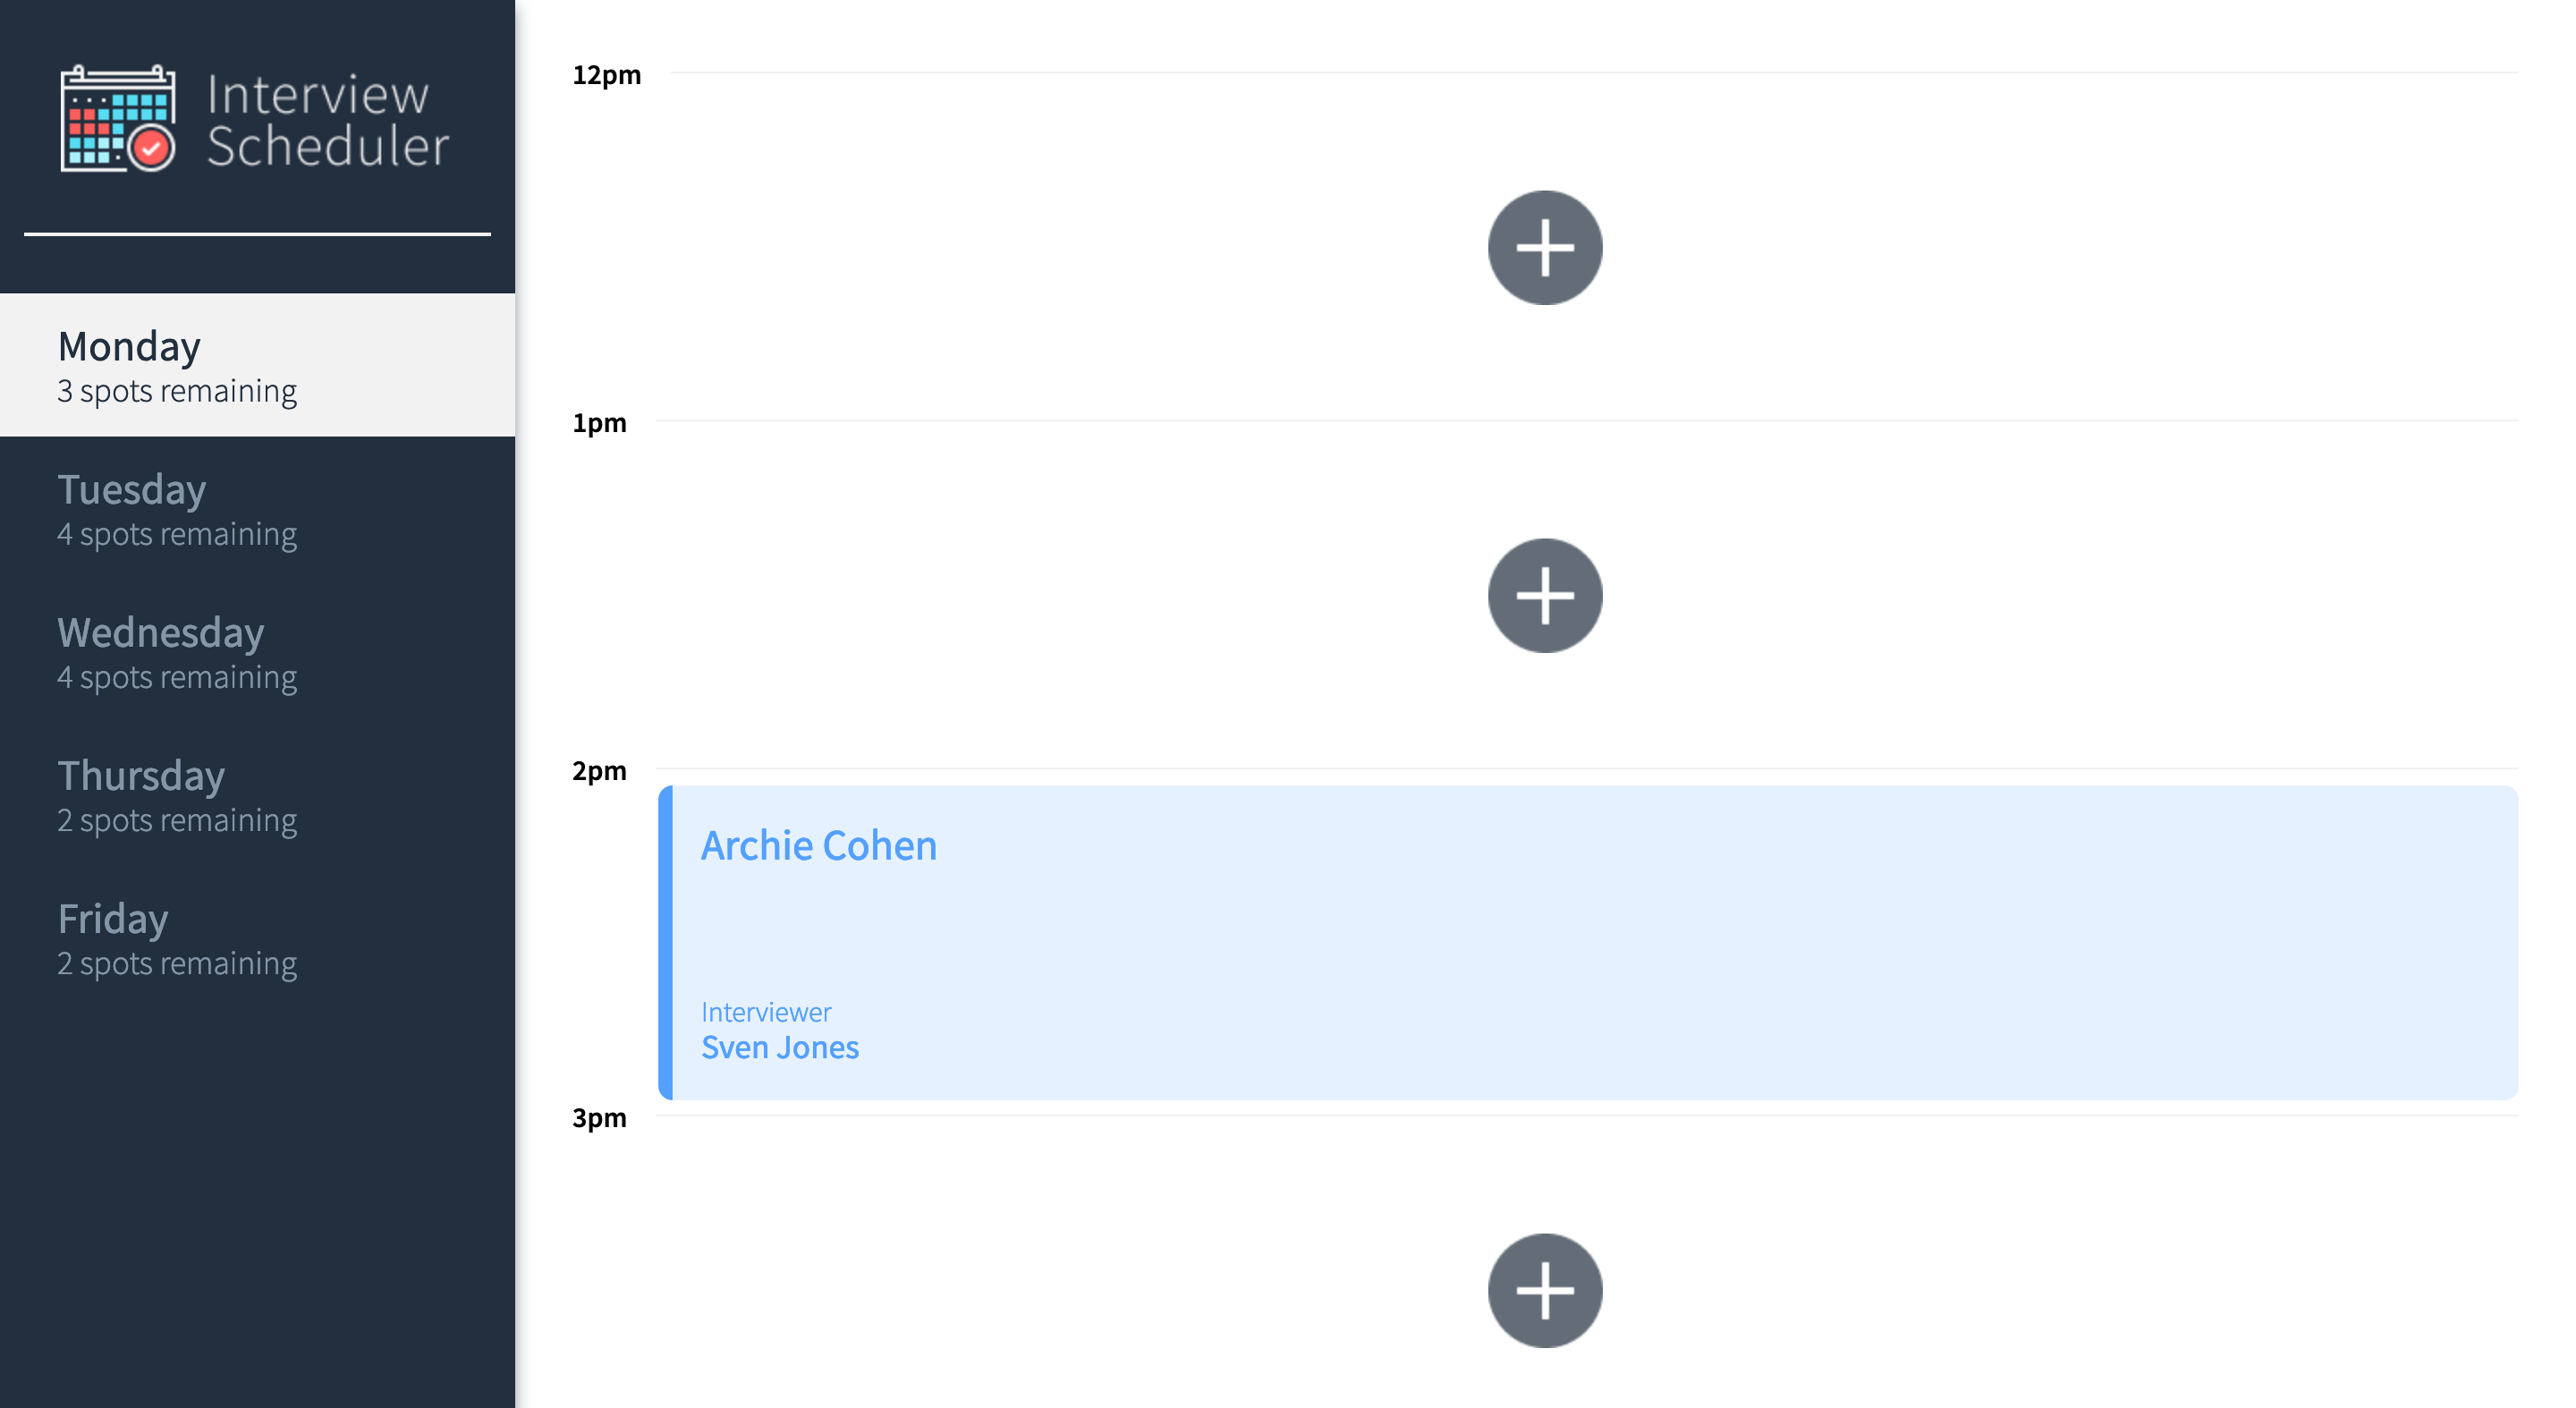 Interview
Scheduler
Monday
3 spots remaining
Tuesday
4 spots remaining
Wednesday
4 spots remaining
Thursday
2 spots remaining
Friday
2 spots remaining
12pm
1pm
2pm
Archie Cohen
Interviewer
Sven Jones
3pm